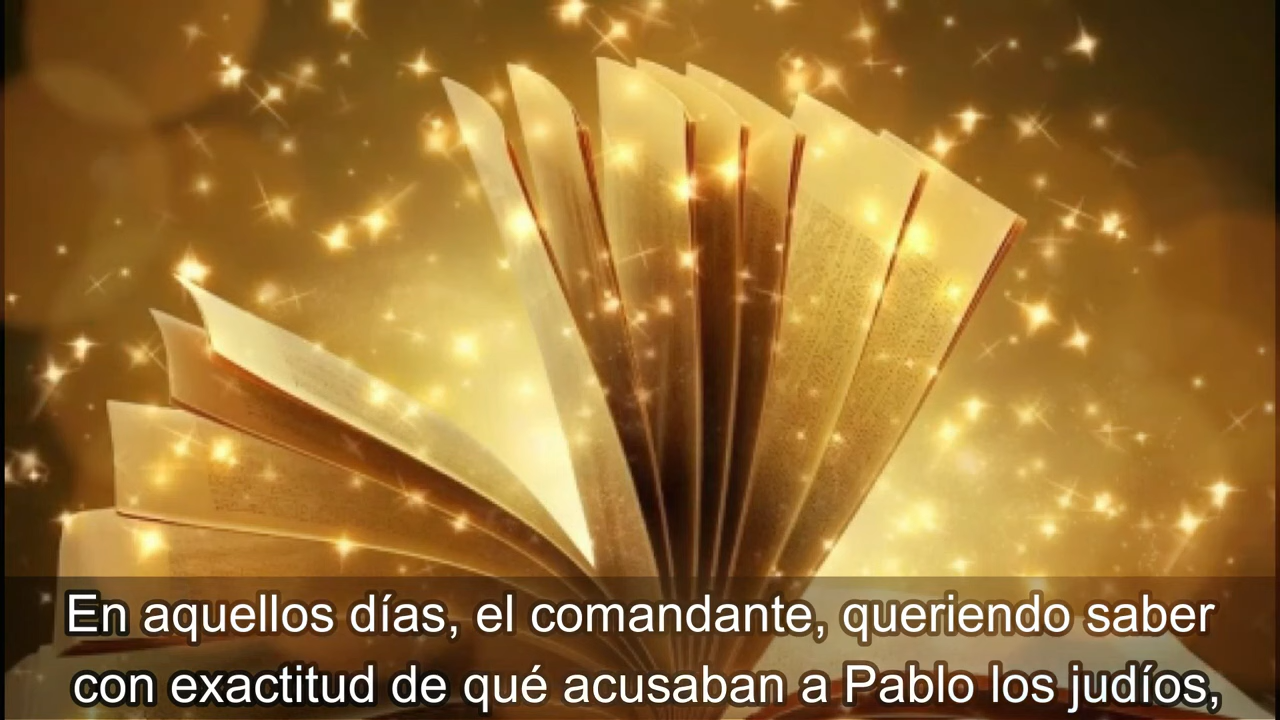 En aquellos días, el comandante, queriendo saber
con exactitud de qué acusaban a Pablo los judíos,